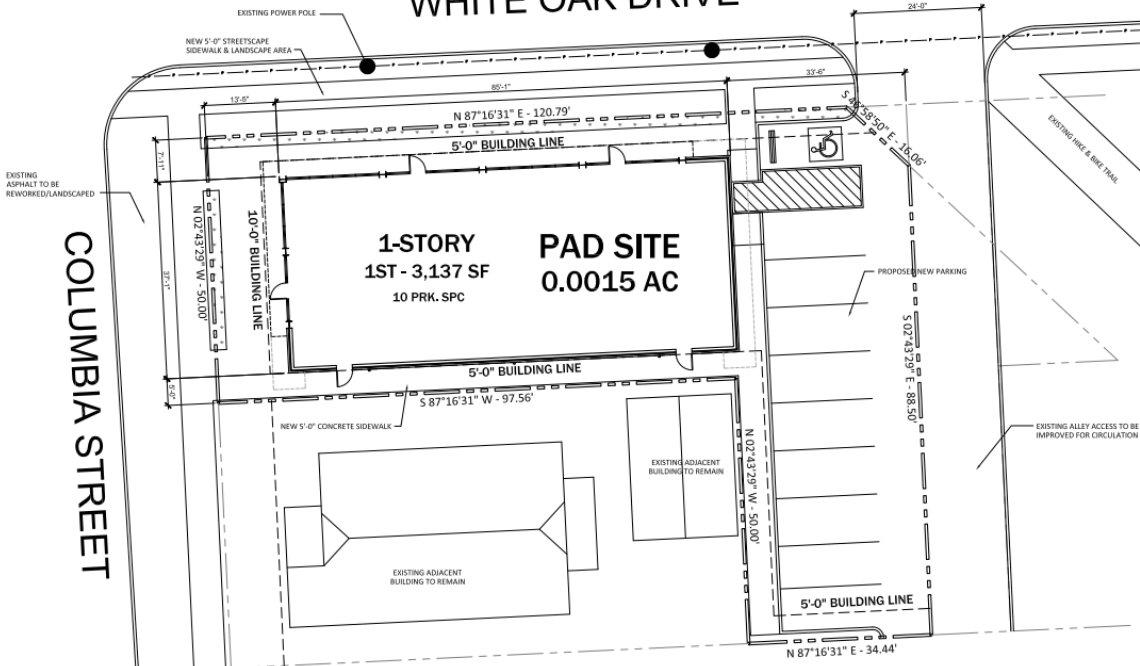 WHITE OAK DRIVE
EXISTING POWER POLE
24'-0"
NEW 5'-0" STREETSCAPE
SIDEWALK & LANDSCAPE AREA
33'-6"
85'-1"
13'-8"
S 46°58'50" E - 16.06'
N 87°16'31" E - 120.79'
5'-0" BUILDING LINE
EXISTING HIKE & BIKE TRAIL
7'-11"
EXISTING
ASPHALT TO BE
REWORKED/LANDSCAPED
N 02°43'29" W - 50.00'
10'-0" BUILDING LINE
1-STORY
1ST - 3,137 SF
10 PRK. SPC
PAD SITE
0.0015 AC
COLUMBIA STREET
37'-1"
PROPOSED NEW PARKING
S 02°43'29" E - 88.50'
5'-0" BUILDING LINE
5'-0"
S 87°16'31" W - 97.56'
NEW 5'-0" CONCRETE SIDEWALK
EXISTING ALLEY ACCESS TO BE
IMPROVED FOR CIRCULATION
N 02°43'29" W - 50.00'
EXISTING ADJACENT
BUILDING TO REMAIN
EXISTING ADJACENT
BUILDING TO REMAIN
5'-0" BUILDING LINE
N 87°16'31" E - 34.44'